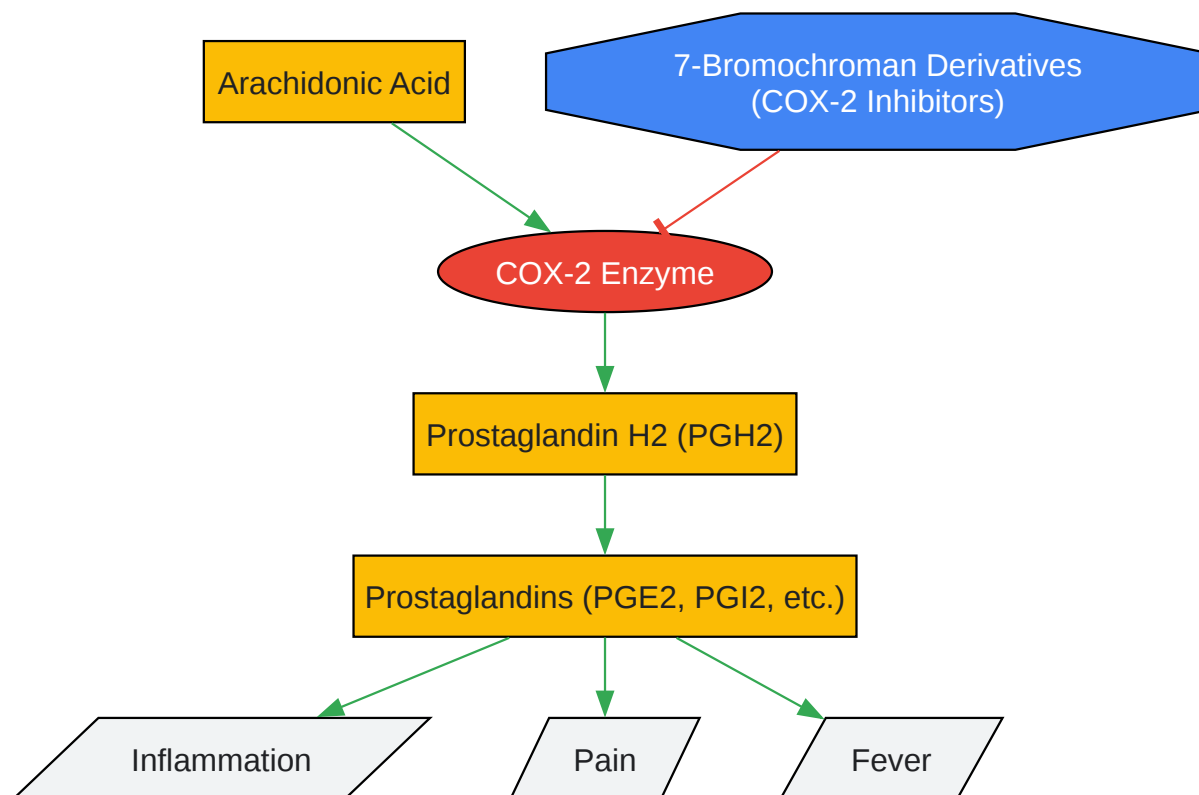 Arachidonic Acid
7-Bromochroman Derivatives
(COX-2 Inhibitors)
COX-2 Enzyme
Prostaglandin H2 (PGH2)
Prostaglandins (PGE2, PGI2, etc.)
Inflammation
Pain
Fever